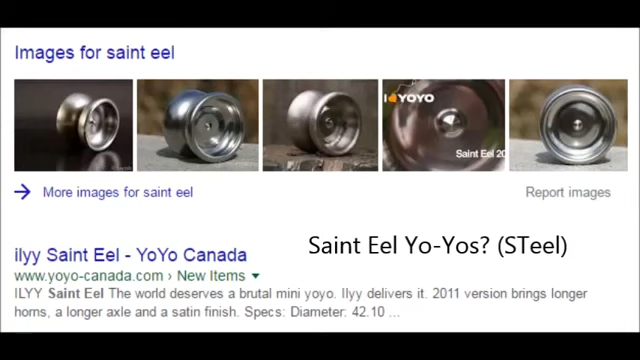 Images for saint eel
I YOYO
Saint Eel 20
More images for saint eel
Report images
ilyy Saint Eel - YoYo Canada
Saint Eel Yo-Yos? (STeel)
www.yoyo-canada.com › New Items
ILYY Saint Eel The world deserves a brutal mini yoyo. Ilyy delivers it. 2011 version brings longer
horns, a longer axle and a satin finish. Specs: Diameter: 42.10 ...